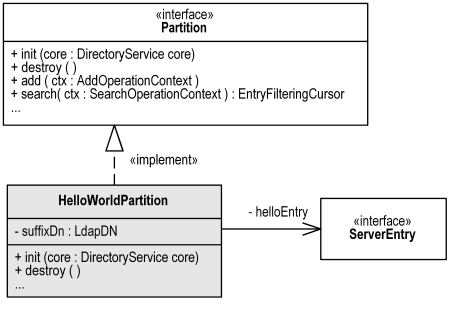 «interface»
Partition
+ init (core : DirectoryService core)
+ destroy ( )
+ add ( ctx : AddOperationContext )
+ search( ctx : SearchOperationContext ) : EntryFilteringCursor
...
«implement»
HelloWorldPartition
- suffixDn : LdapDN
+ init (core : DirectoryService core)
+ destroy ( )
...
- helloEntry
«interface»
ServerEntry